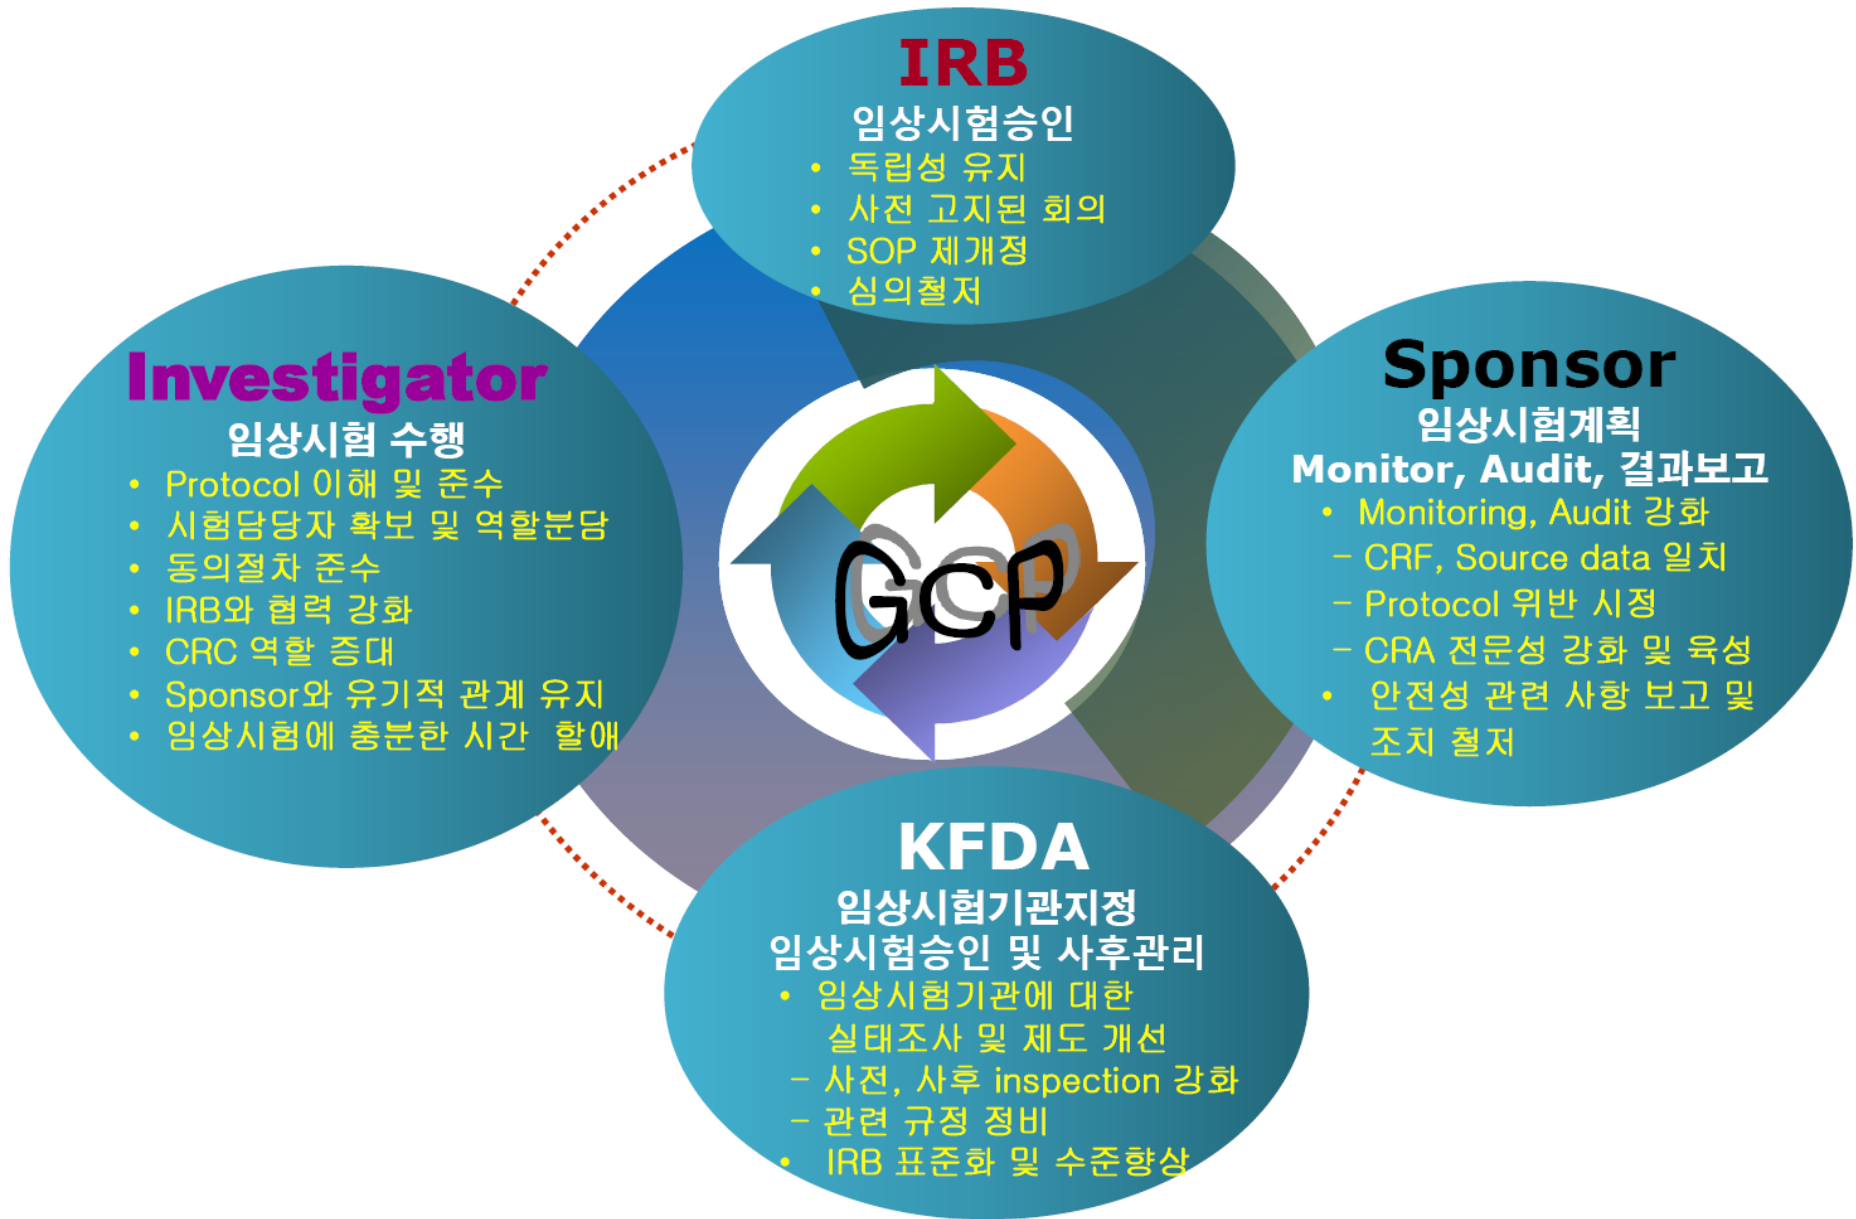 IRB
임상시험승인
• 독립성 유지
• 사전 고지된 회의
• SOP 제개정
• 심의철저
Investigator
임상시험 수행
• Protocol 이해 및 준수
• 시험담당자 확보 및 역할분담
• 동의절차 준수
• IRB와 협력 강화
• CRC 역할 증대
• Sponsor와 유기적 관계 유지
• 임상시험에 충분한 시간 할애
GCP
Sponsor
임상시험계획
Monitor, Audit, 결과보고
• Monitoring, Audit 강화
– CRF, Source data 일치
– Protocol 위반 시정
– CRA 전문성 강화 및 육성
• 안전성 관련 사항 보고 및
조치 철저
KFDA
임상시험기관지정
임상시험승인 및 사후관리
• 임상시험기관에 대한
실태조사 및 제도 개선
– 사전, 사후 inspection 강화
– 관련 규정 정비
• IRB 표준화 및 수준향상